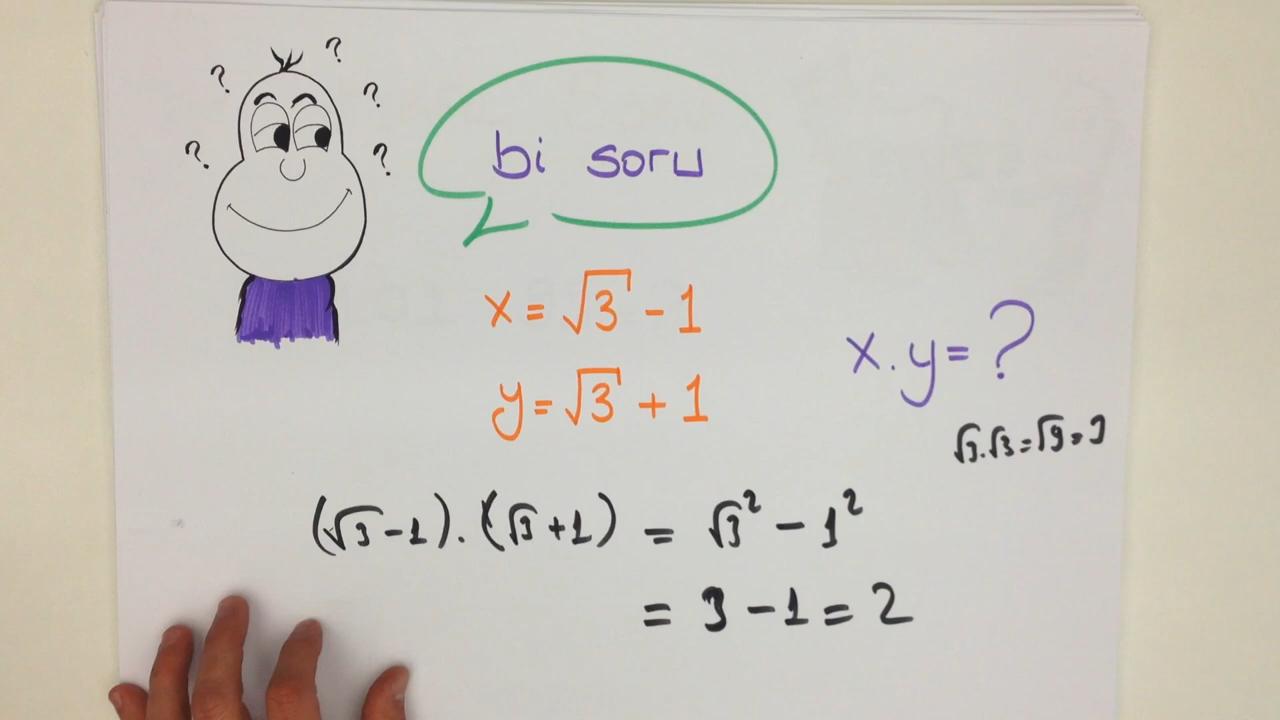 bi soru
x = √3 - 1
y = √3 + 1
x . y = ?
√3.√3 = √9 = 3
(√3 - 1) . (√3 + 1) = √3² - 1²
= 3 - 1 = 2